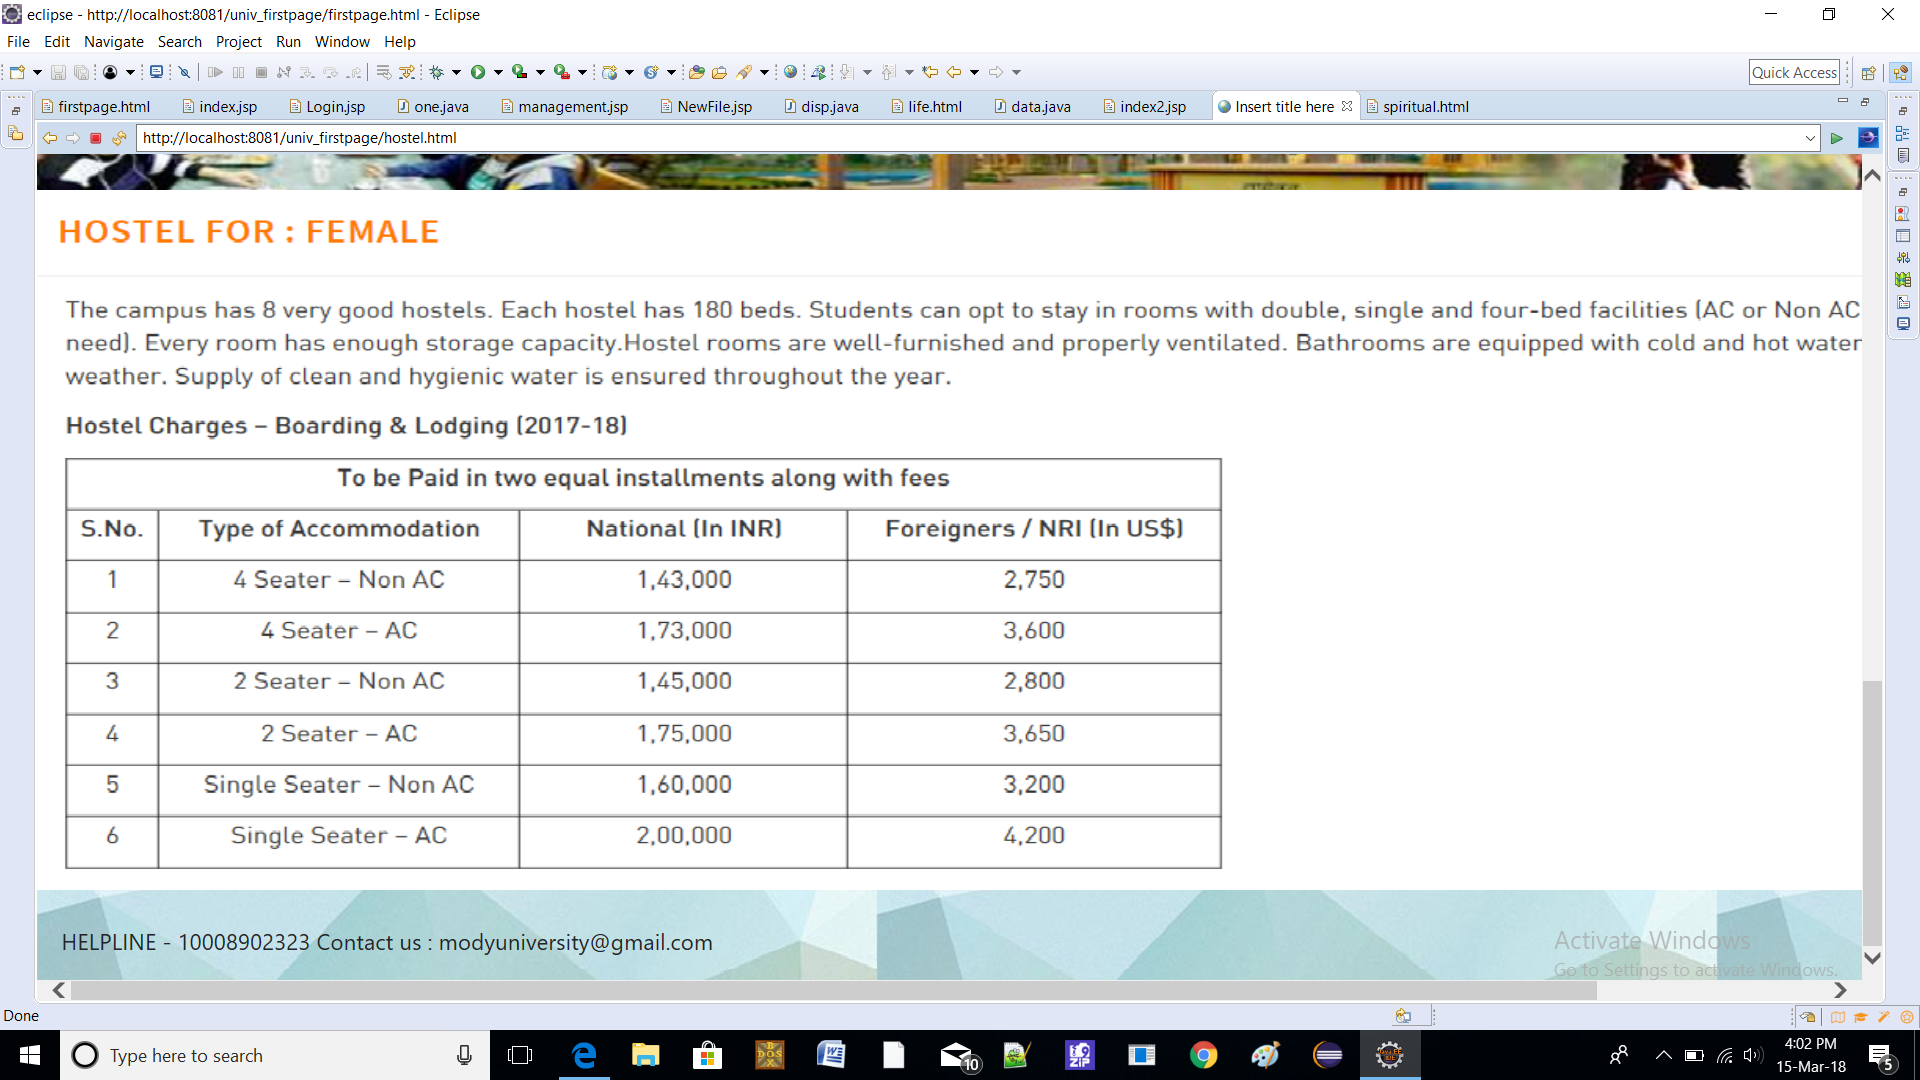 eclipse - http://localhost:8081/univ_firstpage/firstpage.html - Eclipse
File Edit Navigate Search Project Run Window Help
Quick Access
firstpage.html index.jsp Login.jsp one.java management.jsp NewFile.jsp disp.java life.html data.java index2.jsp Insert title here spiritual.html
http://localhost:8081/univ_firstpage/hostel.html
HOSTEL FOR : FEMALE
The campus has 8 very good hostels. Each hostel has 180 beds. Students can opt to stay in rooms with double, single and four-bed facilities (AC or Non AC
need). Every room has enough storage capacity.Hostel rooms are well-furnished and properly ventilated. Bathrooms are equipped with cold and hot water
weather. Supply of clean and hygienic water is ensured throughout the year.
Hostel Charges – Boarding & Lodging (2017-18)
To be Paid in two equal installments along with fees
S.No. Type of Accommodation National (In INR) Foreigners / NRI (In US$)
1 4 Seater – Non AC 1,43,000 2,750
2 4 Seater – AC 1,73,000 3,600
3 2 Seater – Non AC 1,45,000 2,800
4 2 Seater – AC 1,75,000 3,650
5 Single Seater – Non AC 1,60,000 3,200
6 Single Seater – AC 2,00,000 4,200
HELPLINE - 10008902323 Contact us : modyuniversity@gmail.com
Activate Windows
Go to Settings to activate Windows.
Done
Type here to search
10
4:02 PM
15-Mar-18
5